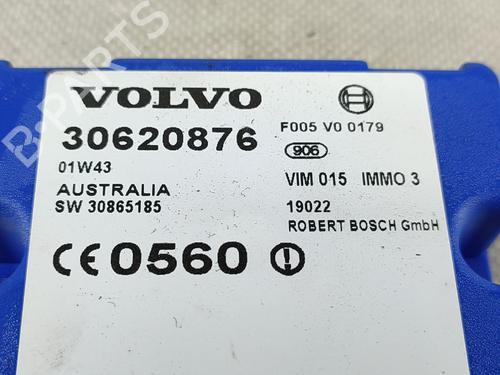 VOLVO
30620876
01W43
AUSTRALIA
SW 30865185
CE 0560
F005 V0 0179
906
VIM 015 IMMO 3
19022
ROBERT BOSCH GmbH
B-PARTS